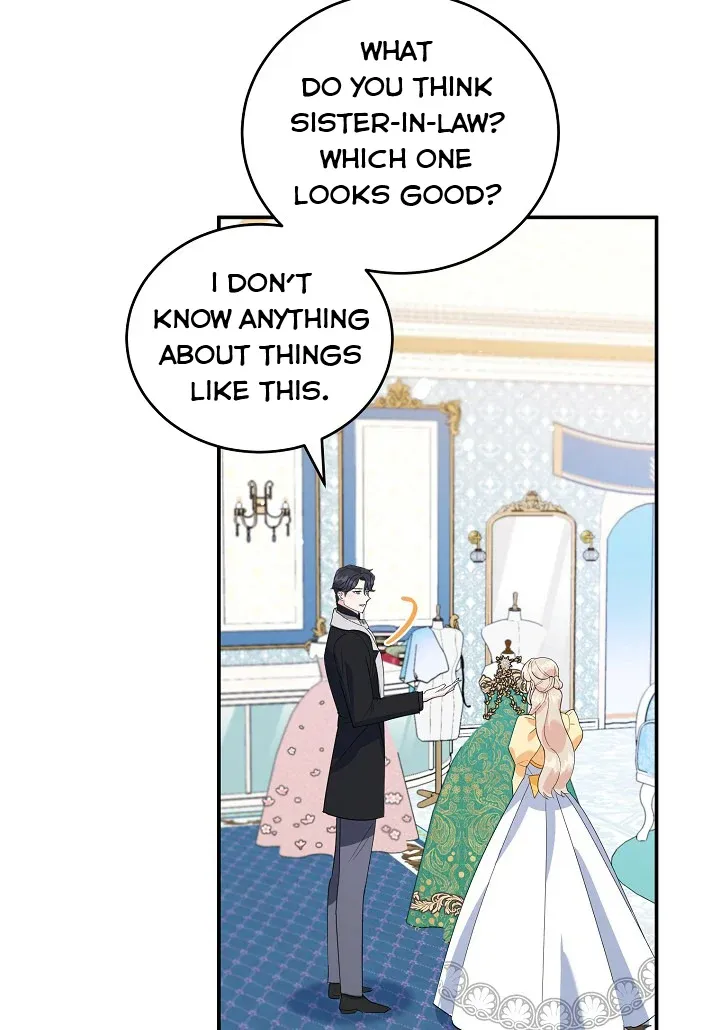 WHAT
DO YOU THINK
SISTER-IN-LAW?
WHICH ONE
LOOKS GOOD?
I DON'T
KNOW ANYTHING
ABOUT THINGS
LIKE THIS.